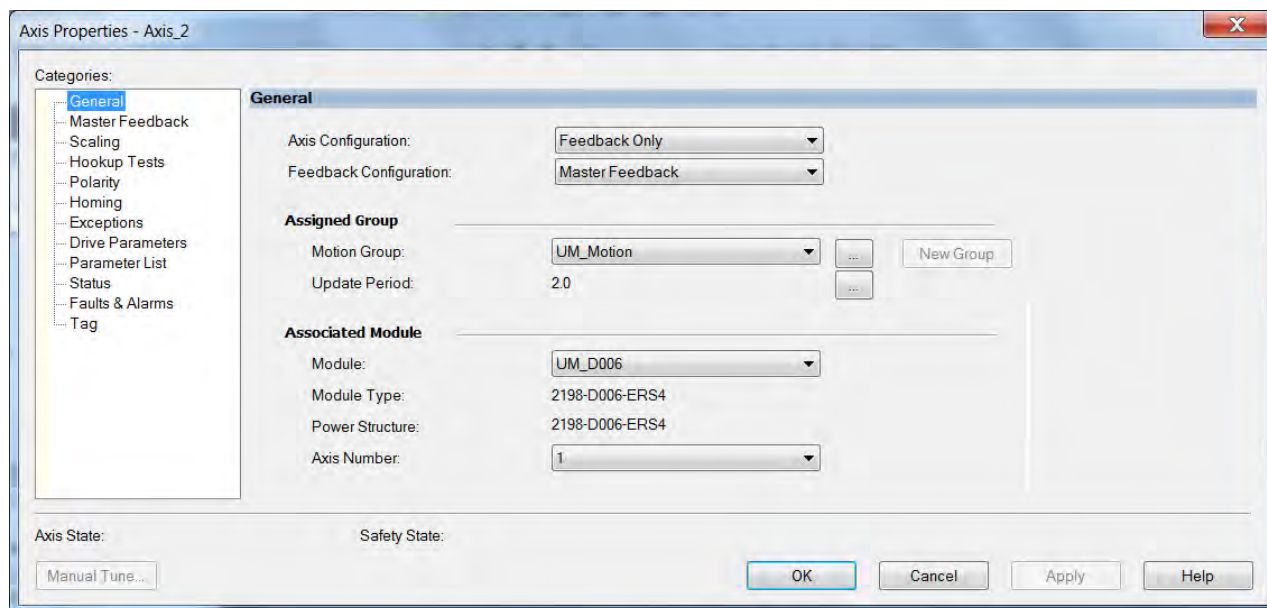 Axis Properties - Axis_2
X
Categories:
General
Master Feedback
Scaling
Hookup Tests
Polarity
Homing
Exceptions
Drive Parameters
Parameter List
Status
Faults & Alarms
Tag
General
Axis Configuration: Feedback Only
Feedback Configuration: Master Feedback
Assigned Group
Motion Group: UM_Motion ... New Group
Update Period: 2.0 ...
Associated Module
Module: UM_D006
Module Type: 2198-D006-ERS4
Power Structure: 2198-D006-ERS4
Axis Number: 1
Axis State: Safety State:
Manual Tune... OK Cancel Apply Help